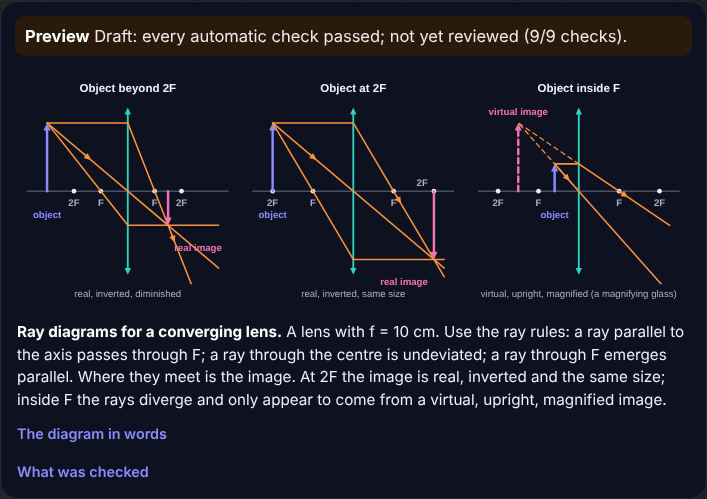 Preview Draft: every automatic check passed; not yet reviewed (9/9 checks).
Object beyond 2F
2F F F 2F
object
real image
real, inverted, diminished
Object at 2F
2F
2F F F
object
real image
real, inverted, same size
Object inside F
virtual image
2F F F 2F
object
virtual, upright, magnified (a magnifying glass)
Ray diagrams for a converging lens. A lens with f = 10 cm. Use the ray rules: a ray parallel to
the axis passes through F; a ray through the centre is undeviated; a ray through F emerges
parallel. Where they meet is the image. At 2F the image is real, inverted and the same size;
inside F the rays diverge and only appear to come from a virtual, upright, magnified image.
The diagram in words
What was checked